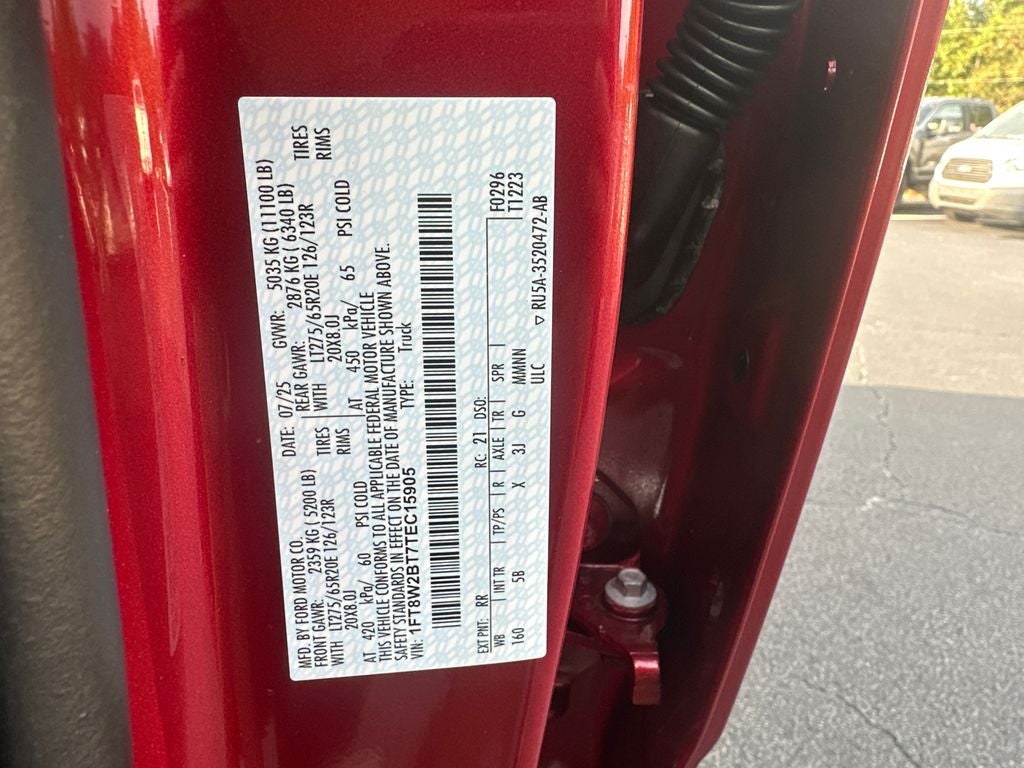 MFD. BY FORD MOTOR CO.
DATE: 07/25 GVWR: 5035 KG (11100 LB)
FRONT GAWR: 2359 KG (5200 LB) REAR GAWR: 2876 KG ( 6340 LB)
WITH LT275/65R20E 126/123R TIRES WITH LT275/65R20E 126/123R TIRES
20X8.0J RIMS 20X8.0J RIMS
AT 420 kPa/ 60 PSI COLD AT 450 kPa/ 65 PSI COLD
THIS VEHICLE CONFORMS TO ALL APPLICABLE FEDERAL MOTOR VEHICLE
SAFETY STANDARDS IN EFFECT ON THE DATE OF MANUFACTURE SHOWN ABOVE.
VIN: 1FT8W2BT7TEC15905 TYPE: Truck
EXT PNT: RR RC: 21 DSO: F0296
WB INT TR TP/PS R AXLE TR SPR T1223
160 5B X 3J G MMNN
ULC
▽ RU5A-3520472-AB